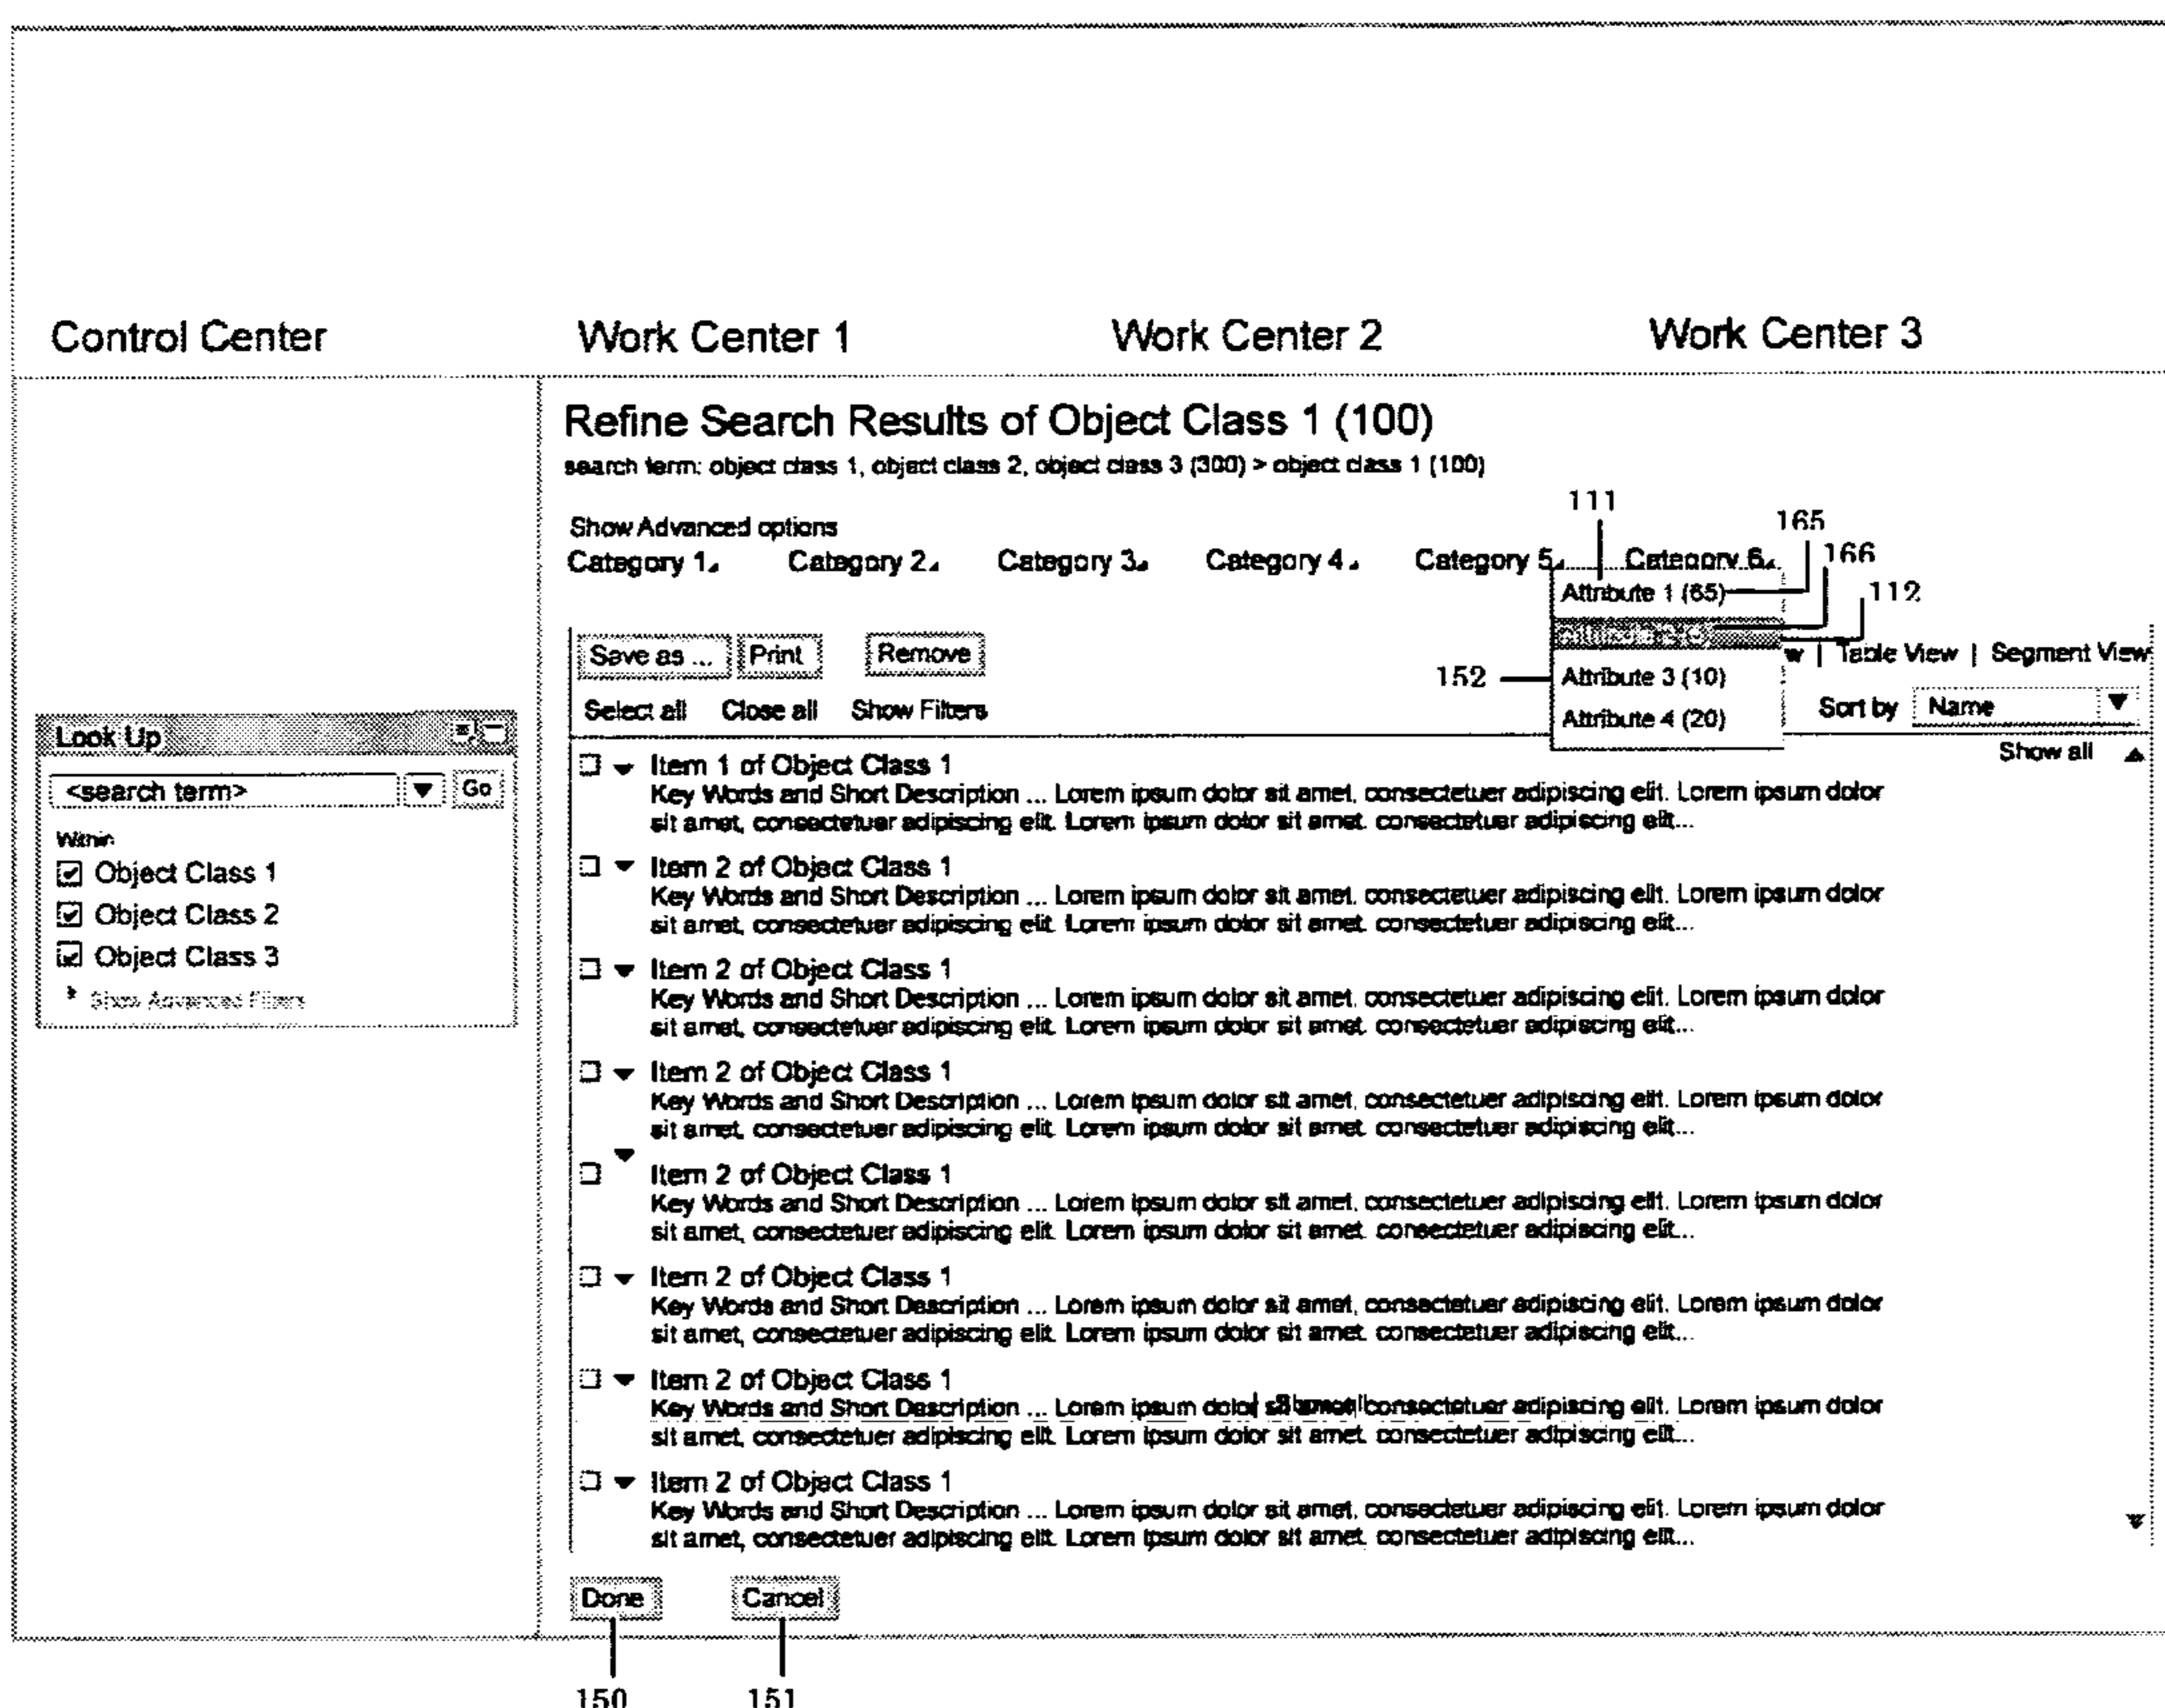 Control Center Work Center 1 Work Center 2 Work Center 3
Refine Search Results of Object Class 1 (100)
search term: object class 1, object class 2, object class 3 (300) > object class 1 (100)
111
165
Show Advanced options
166
Category 1 Category 2 Category 3 Category 4 Category 5 Category 6
Attribute 1 (65)
112
Save as ... Print Remove
w | Table View | Segment View
152
Attribute 3 (10)
Select all Close all Show Filters
Attribute 4 (20)
Sort by Name
Look Up
Show all
<search term> Go
Within
Object Class 1
Object Class 2
Object Class 3
Show Advanced Filters
Item 1 of Object Class 1
Key Words and Short Description ... Lorem ipsum dolor sit amet, consectetuer adipiscing elit. Lorem ipsum dolor
sit amet, consectetuer adipiscing elit. Lorem ipsum dolor sit amet. consectetuer adipiscing elit...
Item 2 of Object Class 1
Key Words and Short Description ... Lorem ipsum dolor sit amet, consectetuer adipiscing elit. Lorem ipsum dolor
sit amet, consectetuer adipiscing elit. Lorem ipsum dolor sit amet. consectetuer adipiscing elit...
Item 2 of Object Class 1
Key Words and Short Description ... Lorem ipsum dolor sit amet, consectetuer adipiscing elit. Lorem ipsum dolor
sit amet, consectetuer adipiscing elit. Lorem ipsum dolor sit amet. consectetuer adipiscing elit...
Item 2 of Object Class 1
Key Words and Short Description ... Lorem ipsum dolor sit amet, consectetuer adipiscing elit. Lorem ipsum dolor
sit amet, consectetuer adipiscing elit. Lorem ipsum dolor sit amet. consectetuer adipiscing elit...
Item 2 of Object Class 1
Key Words and Short Description ... Lorem ipsum dolor sit amet, consectetuer adipiscing elit. Lorem ipsum dolor
sit amet, consectetuer adipiscing elit. Lorem ipsum dolor sit amet. consectetuer adipiscing elit...
Item 2 of Object Class 1
Key Words and Short Description ... Lorem ipsum dolor sit amet, consectetuer adipiscing elit. Lorem ipsum dolor
sit amet, consectetuer adipiscing elit. Lorem ipsum dolor sit amet. consectetuer adipiscing elit...
Item 2 of Object Class 1
Key Words and Short Description ... Lorem ipsum dolor consectetuer adipiscing elit. Lorem ipsum dolor
sit amet, consectetuer adipiscing elit. Lorem ipsum dolor sit amet. consectetuer adipiscing elit...
Item 2 of Object Class 1
Key Words and Short Description ... Lorem ipsum dolor sit amet, consectetuer adipiscing elit. Lorem ipsum dolor
sit amet, consectetuer adipiscing elit. Lorem ipsum dolor sit amet. consectetuer adipiscing elit...
Done Cancel
150 151